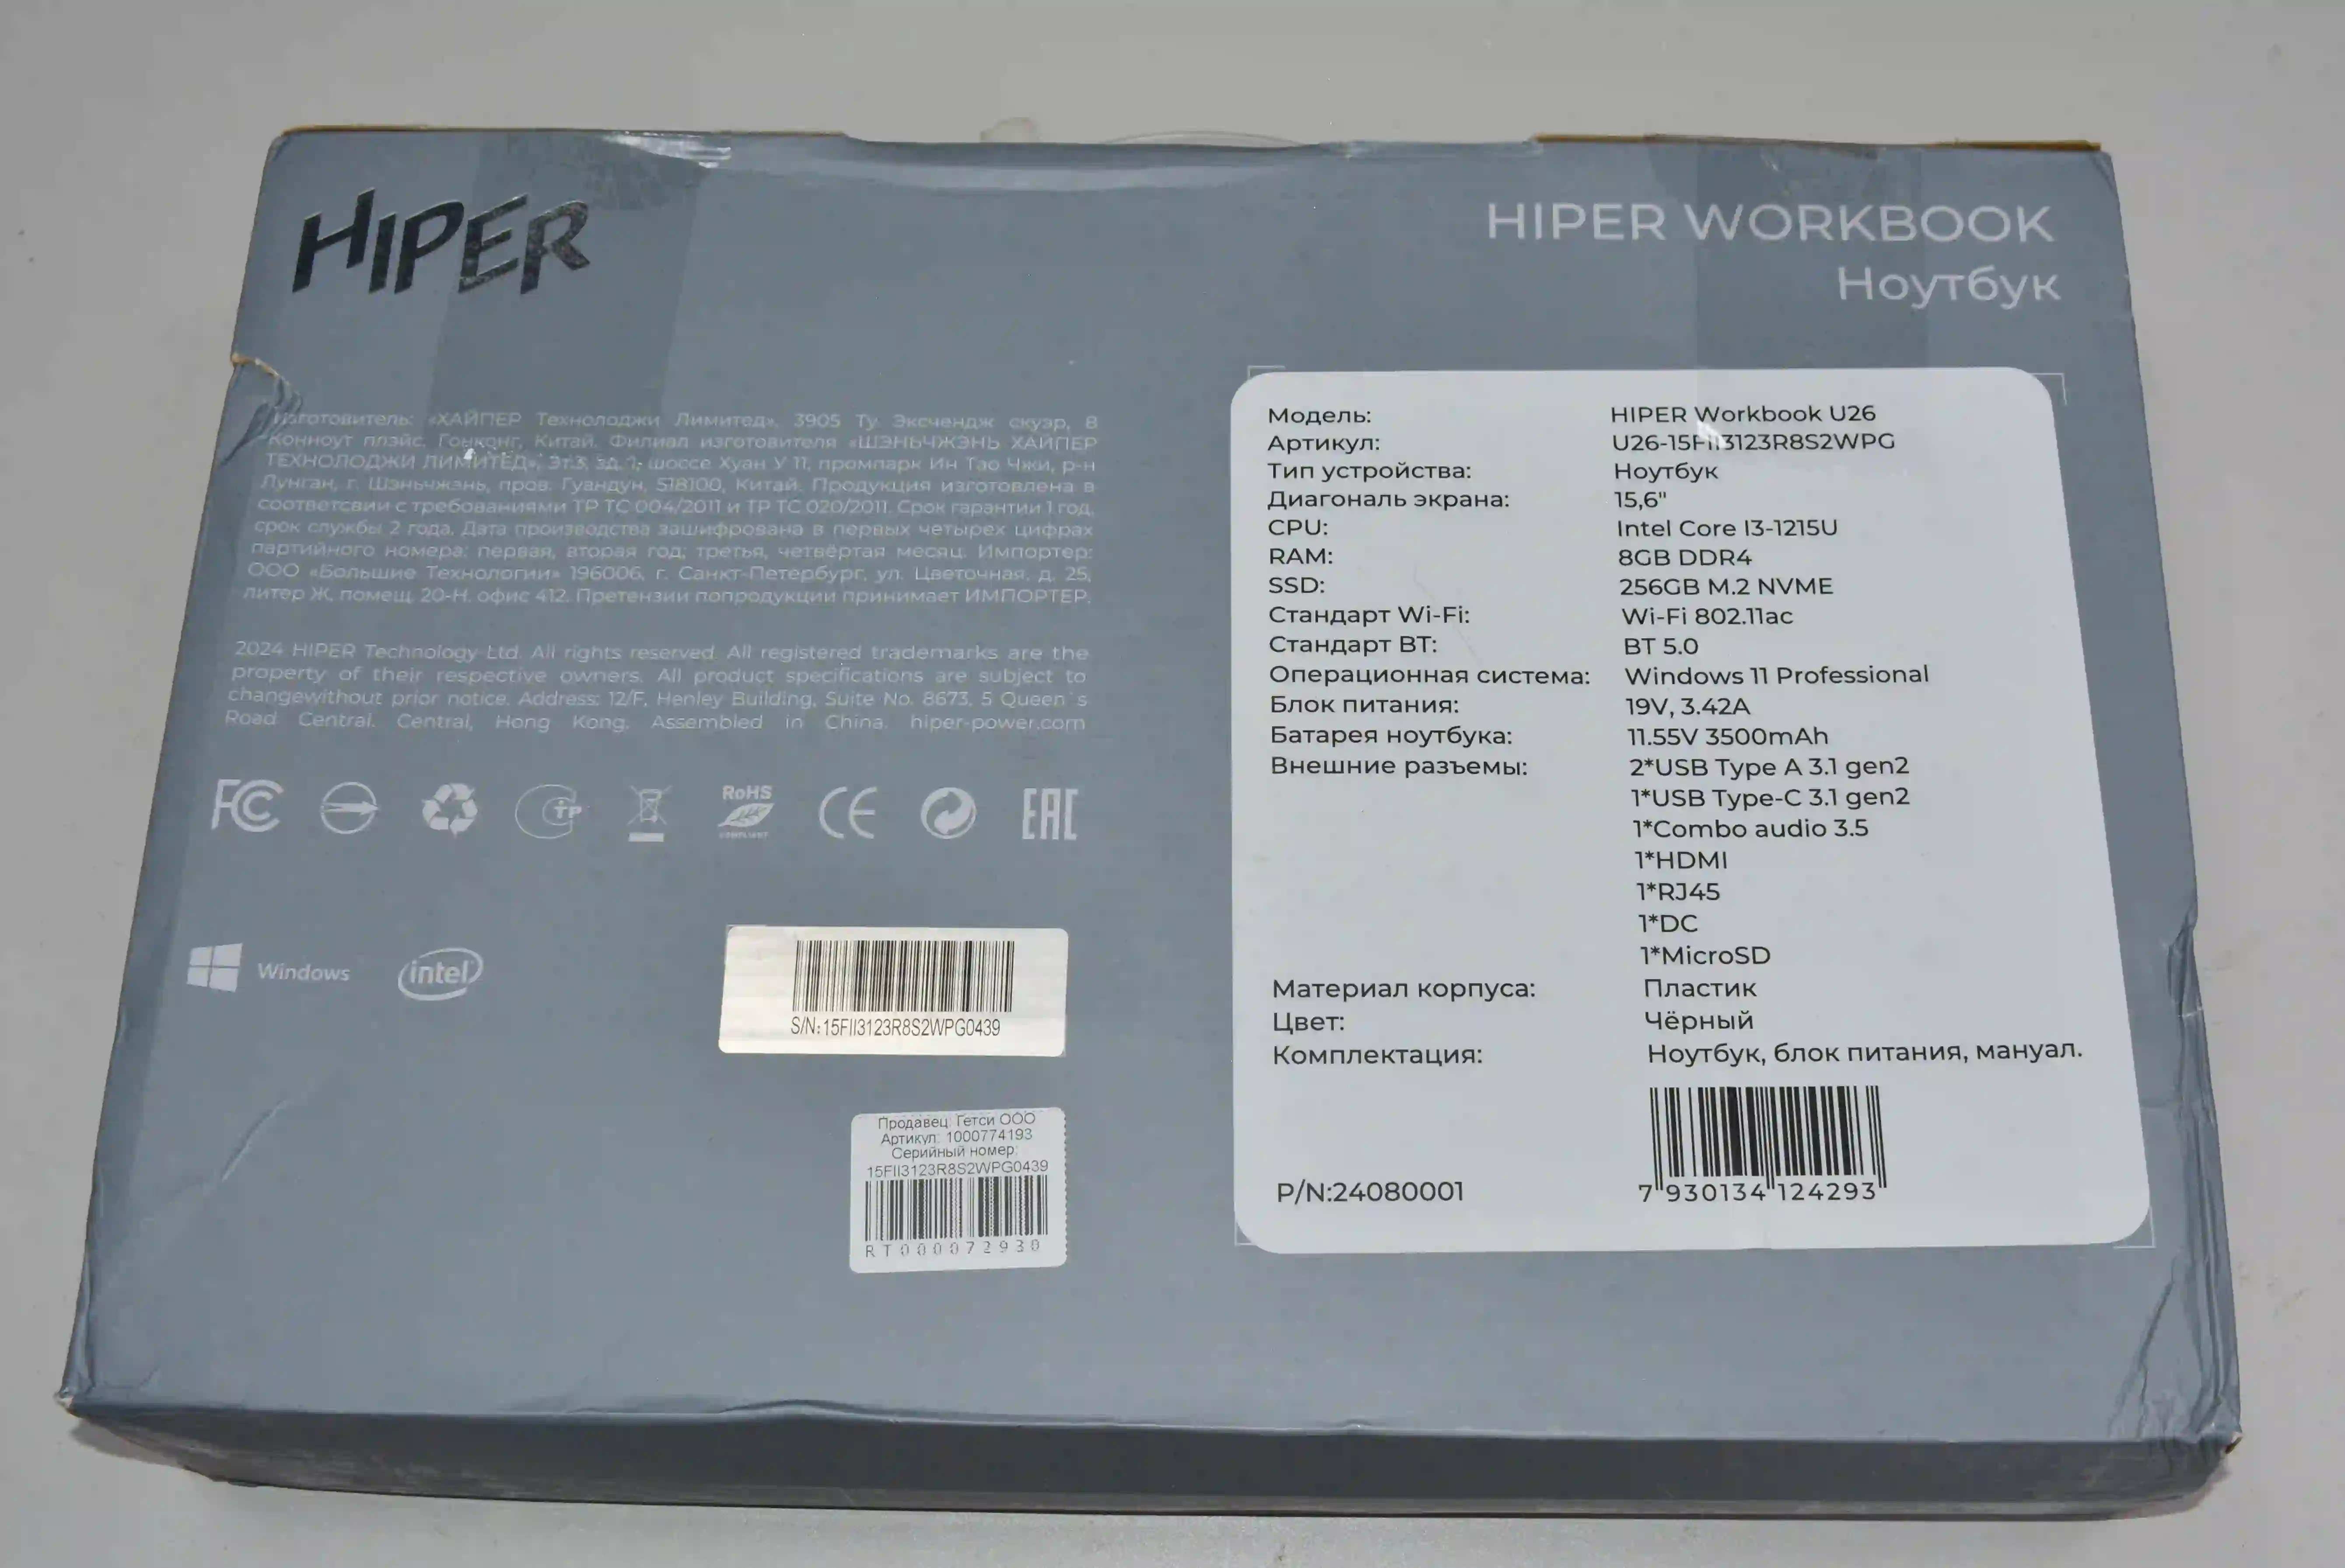 HIPER
HIPER WORKBOOK
Ноутбук
Изготовитель: «ХАЙПЕР Технолоджи Лимитед», 3905 Ту Эксчендж скуэр, 8
Конноут плэйс, Гонконг, Китай. Филиал изготовителя «ШЭНЬЧЖЭНЬ ХАЙПЕР
ТЕХНОЛОДЖИ ЛИМИТЕД»: Эт.3, зд. 1, шоссе Хуан У 11, промпарк Ин Тао Чжи, р-н
Лунган, г. Шэньчжэнь, пров. Гуандун, 518100, Китай. Продукция изготовлена в
соответсвии с требованиями ТР ТС 004/2011 и ТР ТС 020/2011. Срок гарантии 1 год,
срок службы 2 года. Дата производства зашифрована в первых четырех цифрах
партийного номера: первая, вторая год; третья, четвёртая месяц. Импортер:
ООО «Большие Технологии» 196006, г. Санкт-Петербург, ул. Цветочная, д. 25,
литер Ж, помещ. 20-Н, офис 412. Претензии попродукции принимает ИМПОРТЕР.
2024 HIPER Technology Ltd. All rights reserved. All registered trademarks are the
property of their respective owners. All product specifications are subject to
changewithout prior notice. Address: 12/F, Henley Building, Suite No. 8673, 5 Queen`s
Road Central. Central, Hong Kong. Assembled in China. hiper-power.com
FC TP RoHS COMPLIANT CE EAC
Windows intel
S/N:15FII3123R8S2WPG0439
Продавец: Гетси ООО
Артикул: 1000774193
Серийный номер:
15FII3123R8S2WPG0439
RT000072930
Модель: HIPER Workbook U26
Артикул: U26-15FII3123R8S2WPG
Тип устройства: Ноутбук
Диагональ экрана: 15,6"
CPU: Intel Core I3-1215U
RAM: 8GB DDR4
SSD: 256GB M.2 NVME
Стандарт Wi-Fi: Wi-Fi 802.11ac
Стандарт BT: BT 5.0
Операционная система: Windows 11 Professional
Блок питания: 19V, 3.42A
Батарея ноутбука: 11.55V 3500mAh
Внешние разъемы: 2*USB Type A 3.1 gen2
1*USB Type-C 3.1 gen2
1*Combo audio 3.5
1*HDMI
1*RJ45
1*DC
1*MicroSD
Материал корпуса: Пластик
Цвет: Чёрный
Комплектация: Ноутбук, блок питания, мануал.
P/N:24080001
7 930134 124293